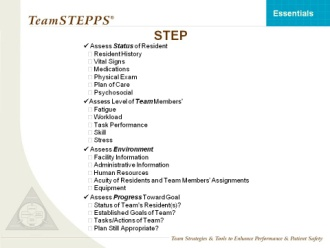 TeamSTEPPS®
Essentials
STEP
✓ Assess Status of Resident
Resident History
Vital Signs
Medications
Physical Exam
Plan of Care
Psychosocial
✓ Assess Level of Team Members'
Fatigue
Workload
Task Performance
Skill
Stress
✓ Assess Environment
Facility Information
Administrative Information
Human Resources
Acuity of Residents and Team Members' Assignments
Equipment
✓ Assess Progress Toward Goal
Status of Team's Resident(s)?
Established Goals of Team?
Tasks/Actions of Team?
Plan Still Appropriate?
Team Strategies & Tools to Enhance Performance & Patient Safety